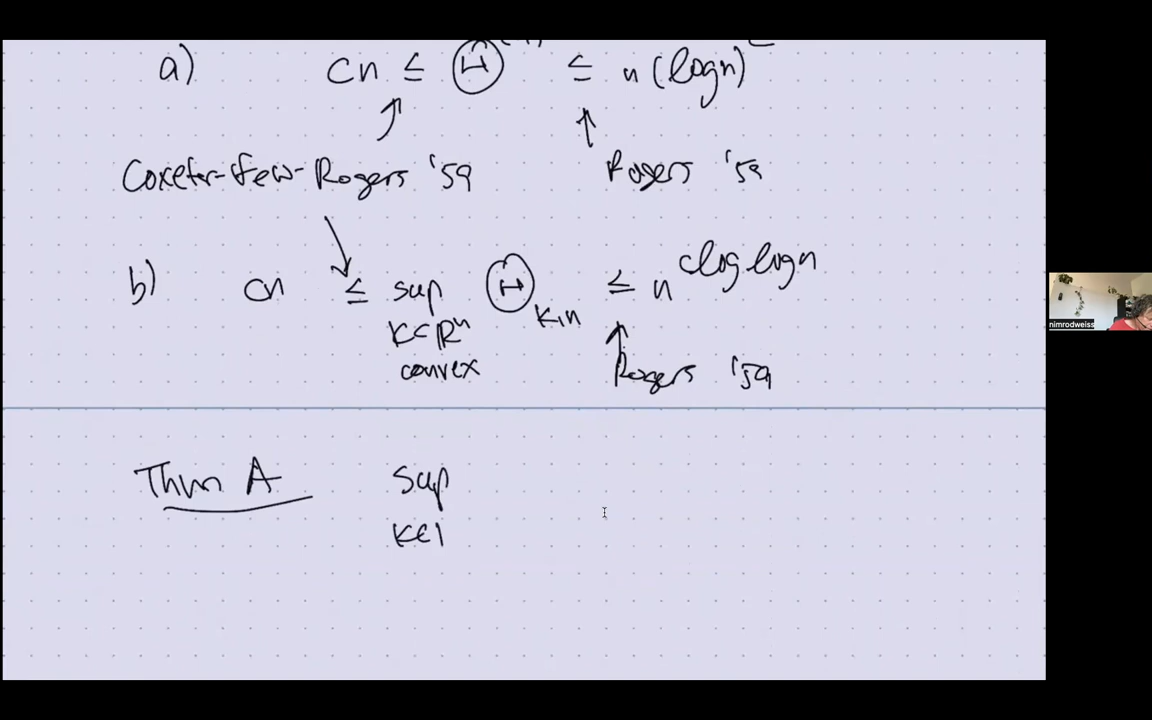 a) cn ≤ Θ ≤ n (log n)
Coxeter-Few-Rogers '59 Rogers '59
b) cn ≤ sup Θ_{K,n} ≤ n^{c log log n}
K⊂ℝⁿ
convex Rogers '59
Thm A sup
K⊂
nimrodweiss